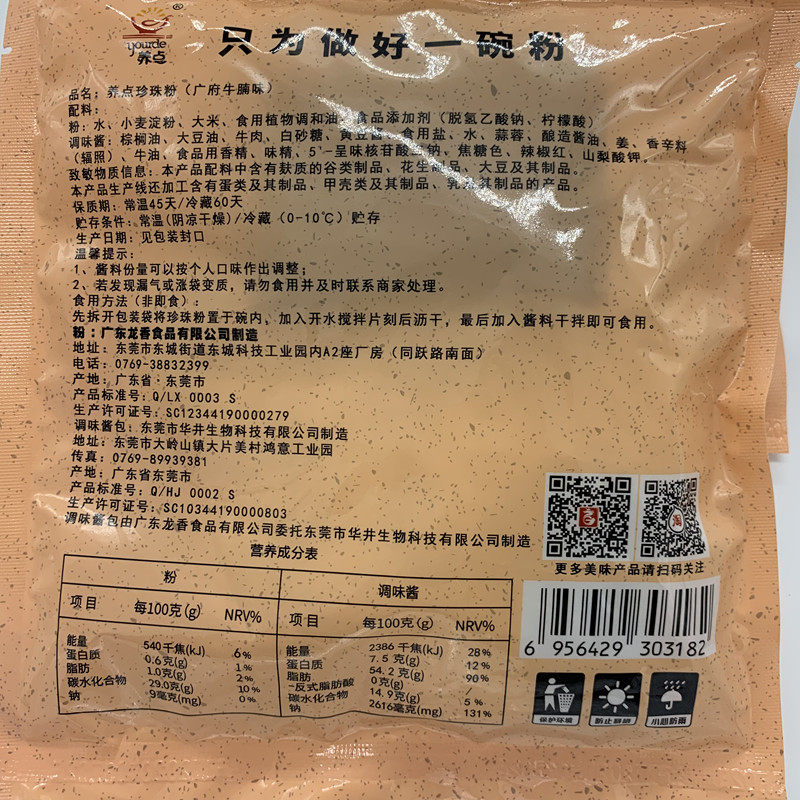 ®
yourde
养点
只为做好一碗粉
品名：养点珍珠粉（广府牛腩味）
配料：
粉：水、小麦淀粉、大米、食用植物调和油、食品添加剂（脱氢乙酸钠、柠檬酸）
调味酱：棕榈油、大豆油、牛肉、白砂糖、黄豆酱、食用盐、水、蒜蓉、酿造酱油、姜、香辛料
（辐照）、牛油、食品用香精、味精、5'-呈味核苷酸二钠、焦糖色、辣椒红、山梨酸钾。
致敏物质信息：本产品配料中含有麸质的谷类制品、花生制品、大豆及其制品。
本产品生产线还加工含有蛋类及其制品、甲壳类及其制品、乳及其制品的产品。
保质期：常温45天/冷藏60天
贮存条件：常温(阴凉干燥)/冷藏（0-10℃）贮存
生产日期：见包装封口
温馨提示：
1、酱料份量可以按个人口味作出调整；
2、若发现漏气或涨袋变质，请勿食用并及时联系商家处理。
食用方法（非即食）：
先拆开包装袋将珍珠粉置于碗内，加入开水搅拌片刻后沥干，最后加入酱料干拌即可食用。
粉：广东龙香食品有限公司制造
地址：东莞市东城街道东城科技工业园内A2座厂房（同跃路南面）
电话：0769-38832399
产地：广东省·东莞市
产品标准号：Q/LX 0003 S
生产许可证号：SC12344190000279
调味酱包：东莞市华井生物科技有限公司制造
地址：东莞市大岭山镇大片美村鸿意工业园
传真：0769-89939381
产地：广东省东莞市
产品标准号：Q/HJ 0002 S
生产许可证号：SC10344190000803
调味酱包由广东龙香食品有限公司委托东莞市华井生物科技有限公司制造
营养成分表
粉 调味酱
项目 每100克(g) NRV% 项目 每100克(g) NRV%
能量 540千焦(kJ) 6% 能量 2386千焦(kJ) 28%
蛋白质 0.6克(g) 1% 蛋白质 7.5克(g) 12%
脂肪 1.0克(g) 2% 脂肪 54.2克(g) 90%
碳水化合物 29.0克(g) 10% -反式脂肪酸 0克(g) /
钠 9毫克(mg) 0% 碳水化合物 14.9克(g) 5%
钠 2616毫克(mg) 131%
更多美味产品请扫码关注
6 956429 303182
保护环境 防止暴晒 小心防雨